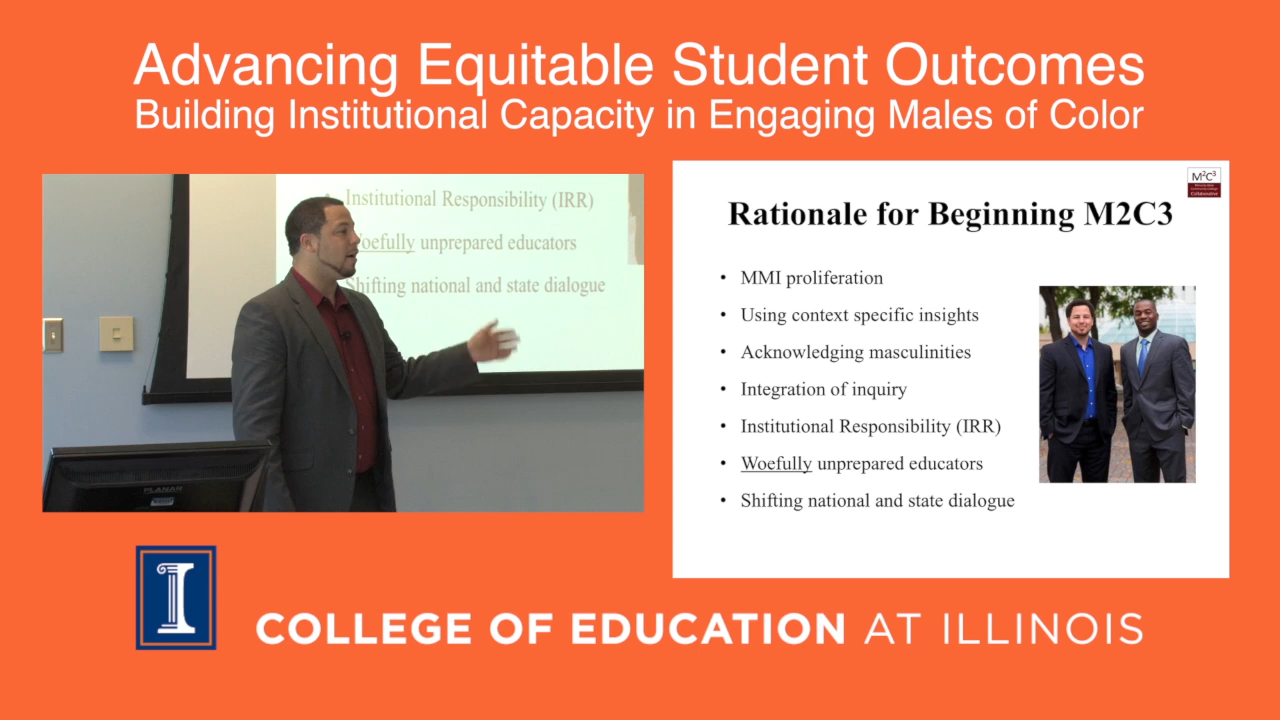 Advancing Equitable Student Outcomes
Building Institutional Capacity in Engaging Males of Color
Institutional Responsibility (IRR)
Woefully unprepared educators
Shifting national and state dialogue
PLANAR
M²C³
Collaborative
Rationale for Beginning M2C3
• MMI proliferation
• Using context specific insights
• Acknowledging masculinities
• Integration of inquiry
• Institutional Responsibility (IRR)
• Woefully unprepared educators
• Shifting national and state dialogue
I
COLLEGE OF EDUCATION AT ILLINOIS